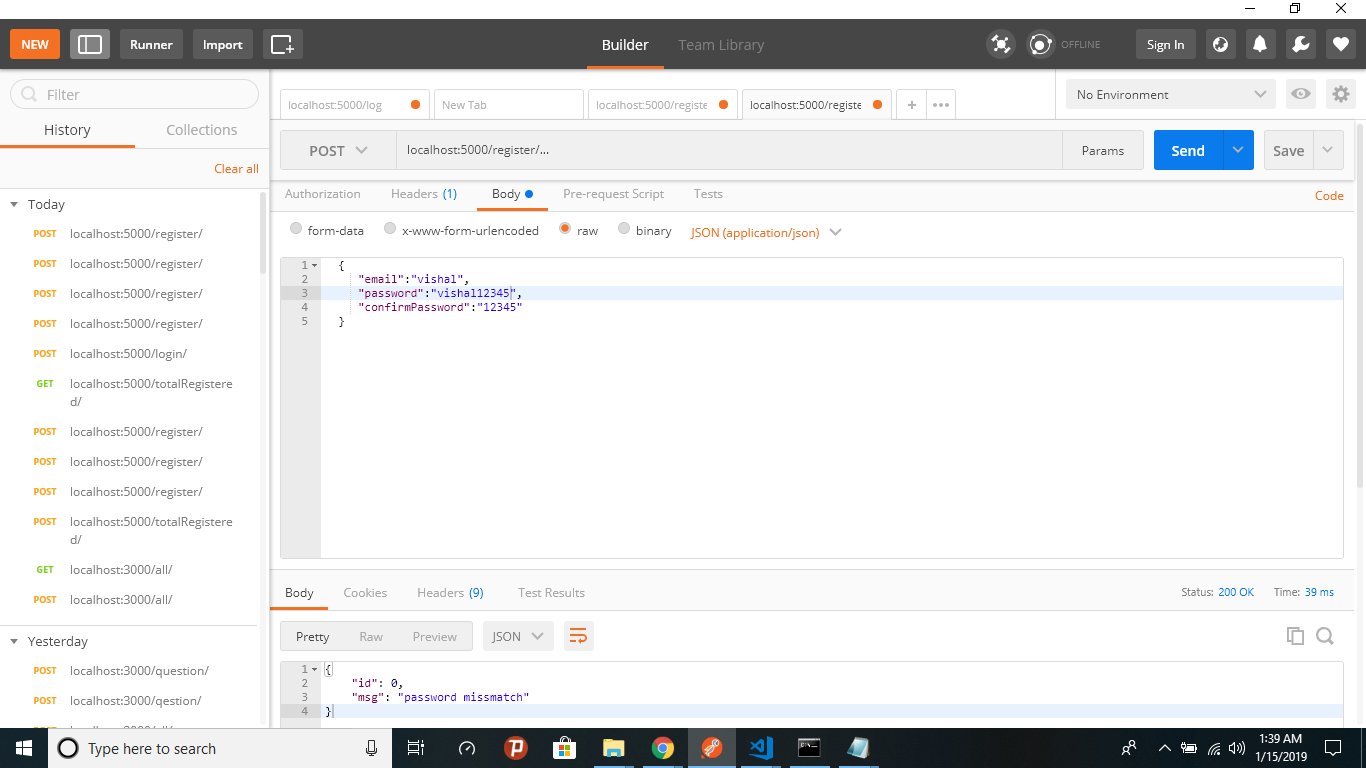 NEW
Runner
Import
Builder
Team Library
OFFLINE
Sign In
Filter
History
Collections
Clear all
Today
POST localhost:5000/register/
POST localhost:5000/register/
POST localhost:5000/register/
POST localhost:5000/register/
POST localhost:5000/login/
GET localhost:5000/totalRegistere
d/
POST localhost:5000/register/
POST localhost:5000/register/
POST localhost:5000/register/
POST localhost:5000/totalRegistere
d/
GET localhost:3000/all/
POST localhost:3000/all/
Yesterday
POST localhost:3000/question/
POST localhost:3000/qestion/
localhost:5000/log
New Tab
localhost:5000/registe
localhost:5000/registe
+
•••
No Environment
POST
localhost:5000/register/...
Params
Send
Save
Authorization
Headers (1)
Body
Pre-request Script
Tests
Code
form-data
x-www-form-urlencoded
raw
binary
JSON (application/json)
1 {
2 "email":"vishal",
3 "password":"vishal12345",
4 "confirmPassword":"12345"
5 }
Body
Cookies
Headers (9)
Test Results
Status: 200 OK
Time: 39 ms
Pretty
Raw
Preview
JSON
1 {
2 "id": 0,
3 "msg": "password missmatch"
4 }
Type here to search
1:39 AM
1/15/2019